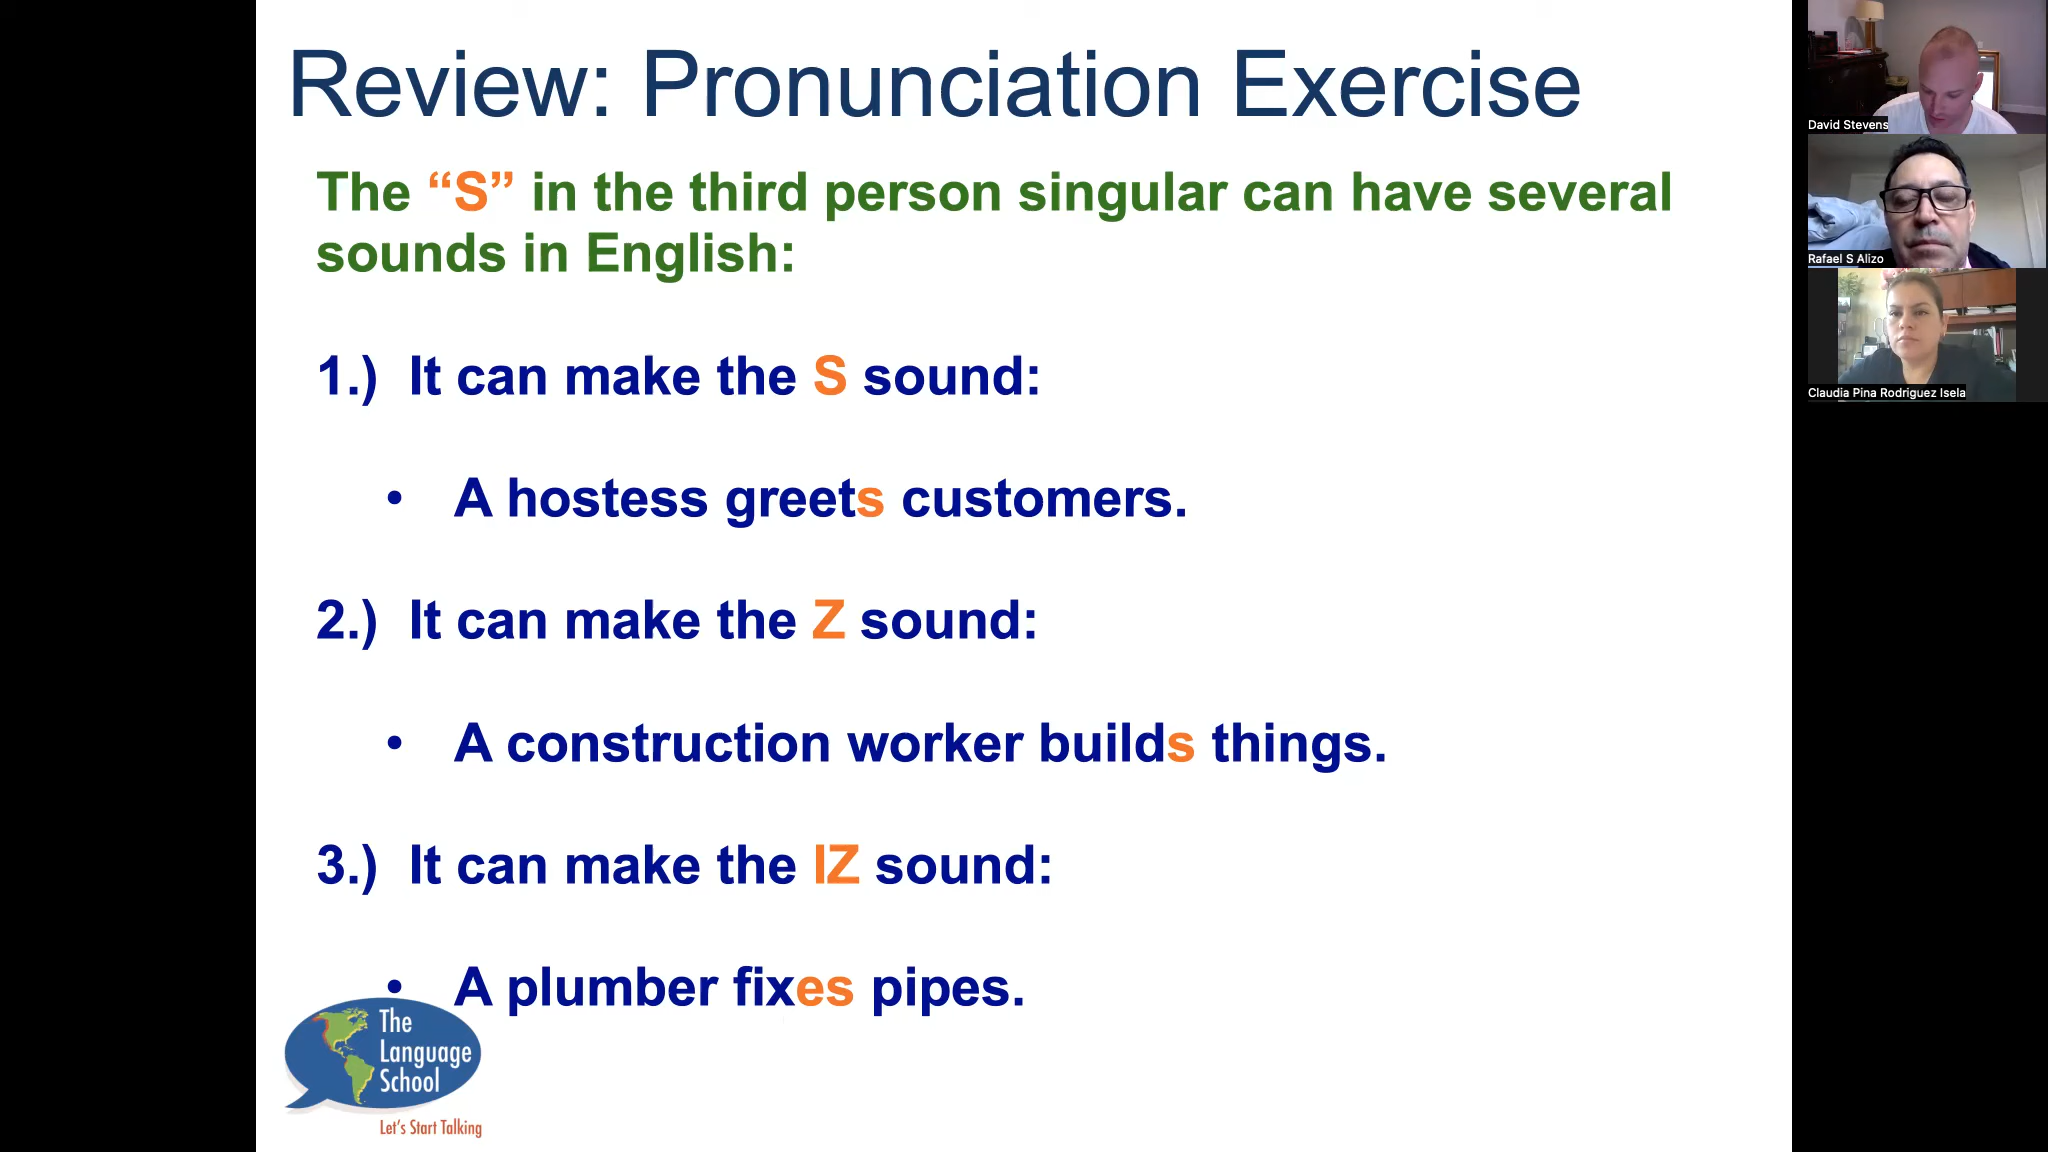 Review: Pronunciation Exercise
The “S” in the third person singular can have several
sounds in English:
1.) It can make the S sound:
• A hostess greets customers.
2.) It can make the Z sound:
• A construction worker builds things.
3.) It can make the IZ sound:
• A plumber fixes pipes.
The
Language
School
Let's Start Talking
David Stevens
Rafael S Alizo
Claudia Pina Rodriguez Isela